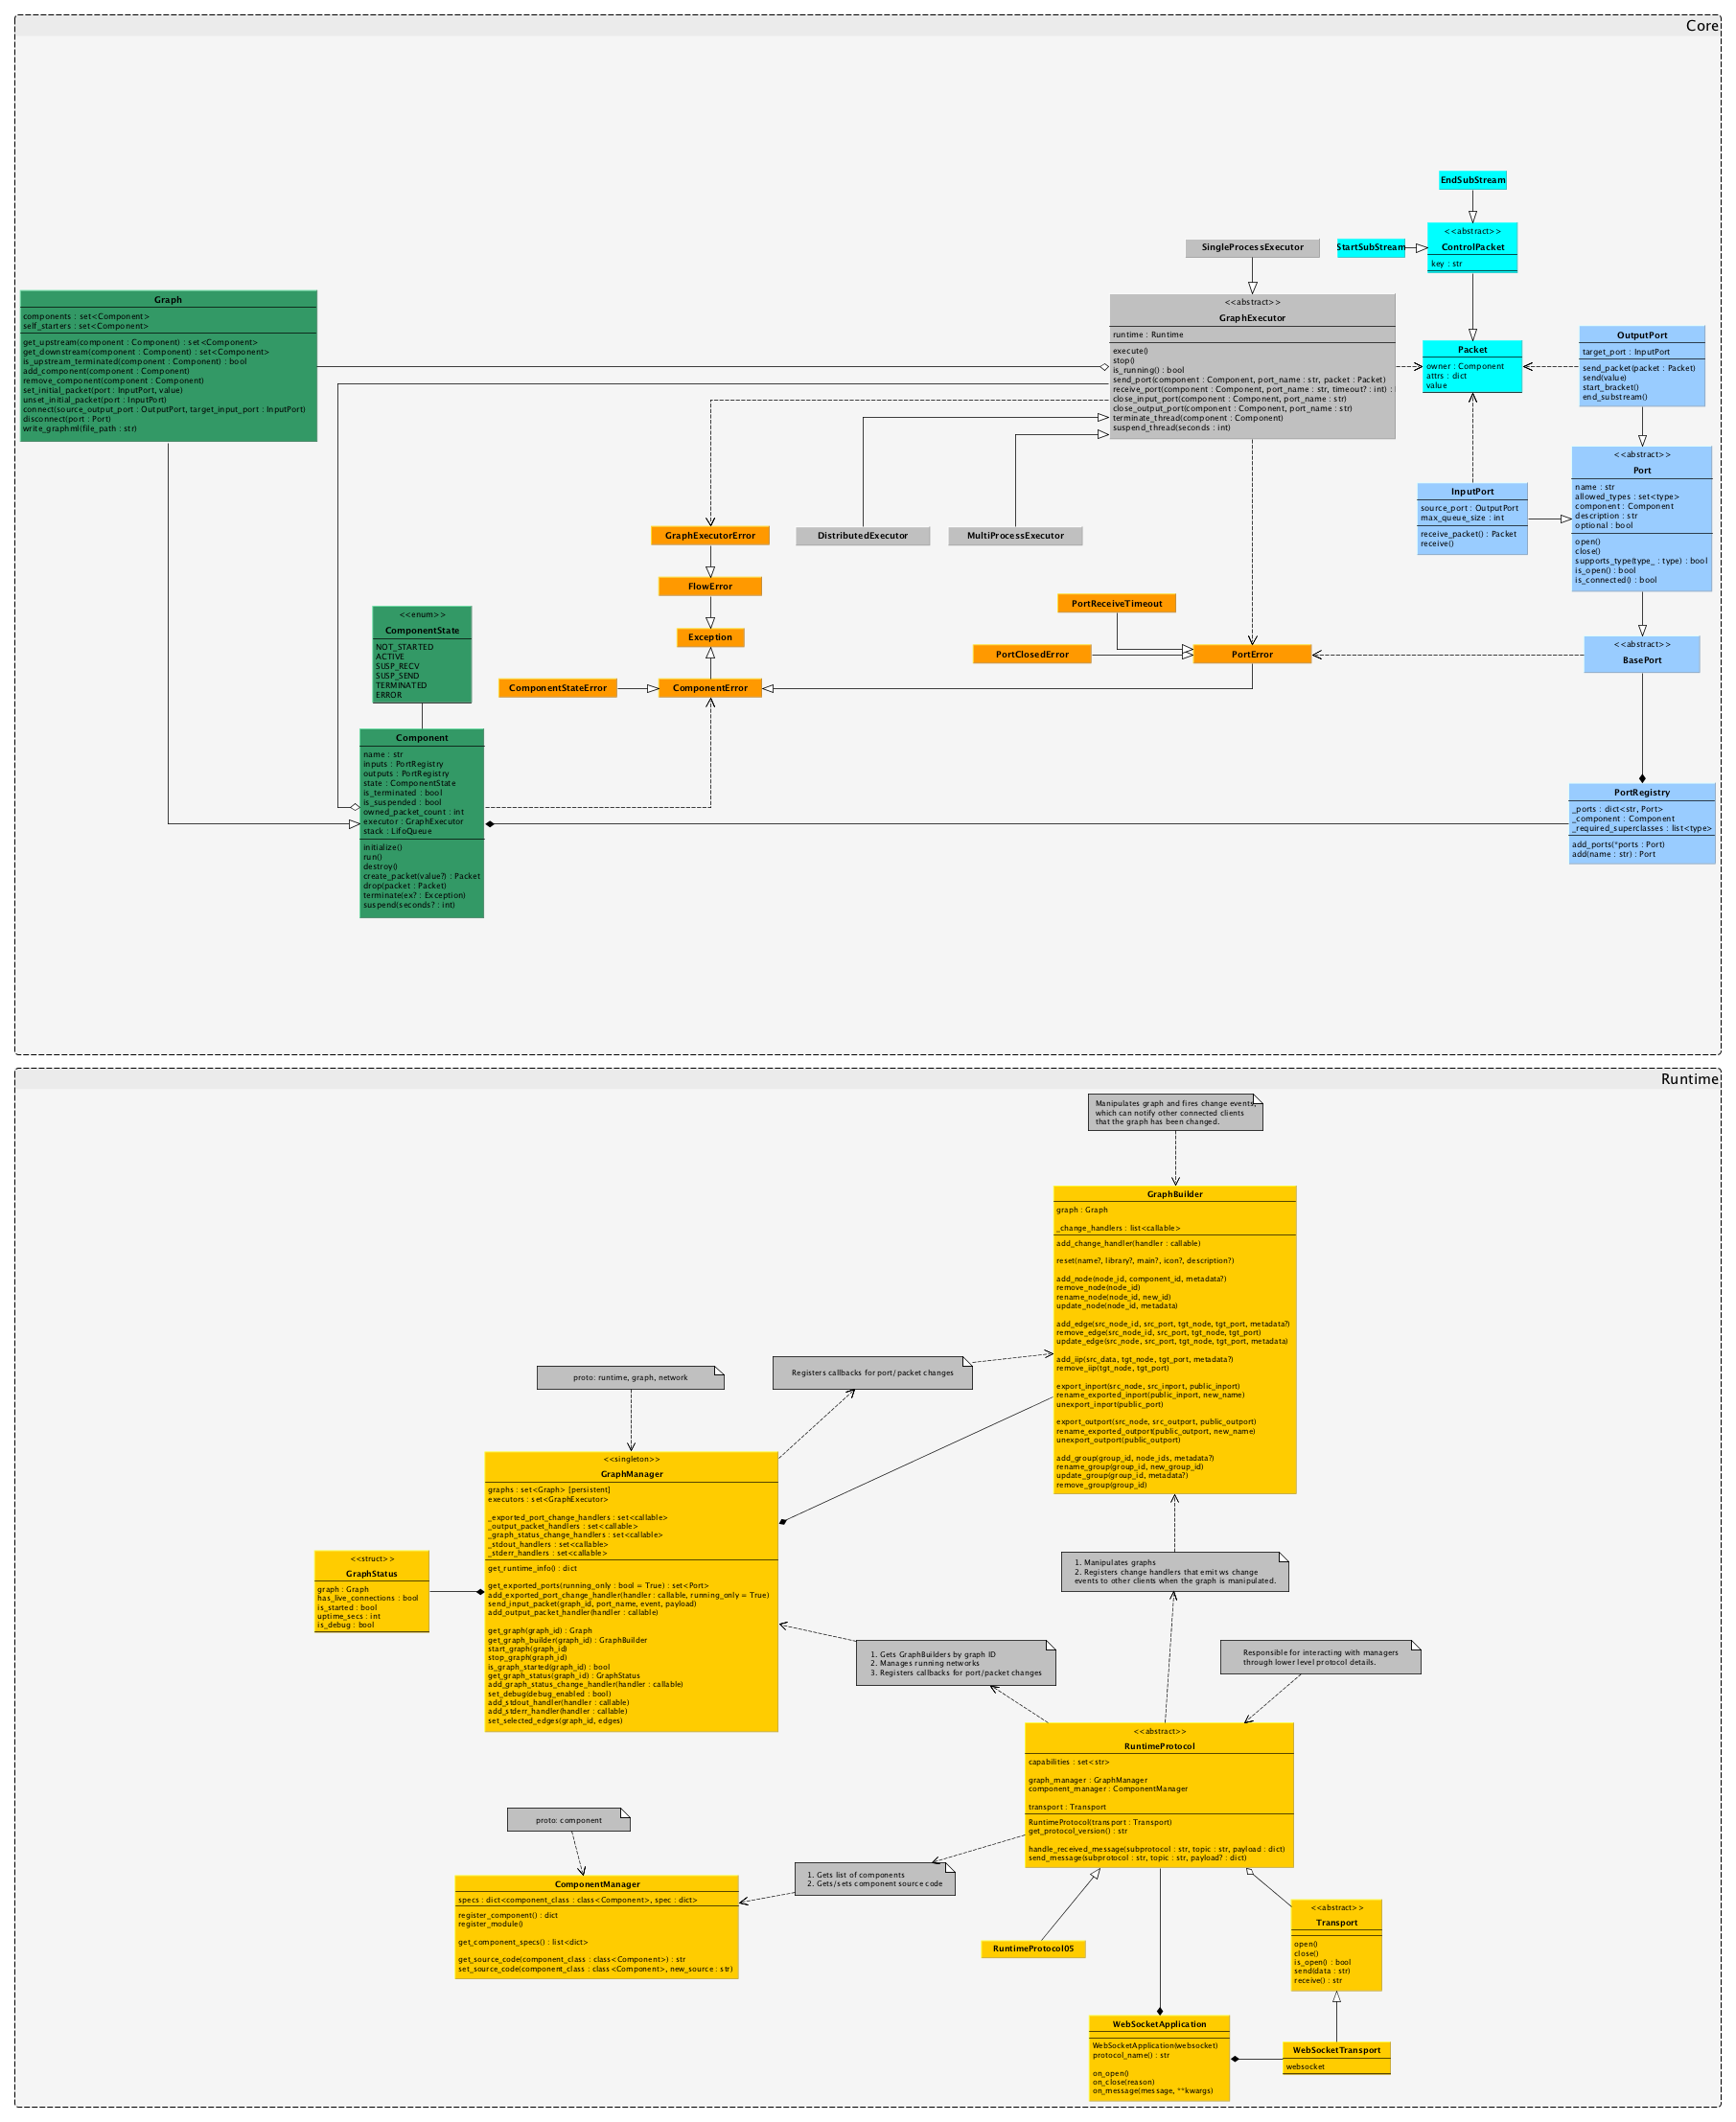 Core
EndSubStream
<<abstract>>
ControlPacket
key : str
StartSubStream
SingleProcessExecutor
Graph
components : set<Component>
self_starters : set<Component>
get_upstream(component : Component) : set<Component>
get_downstream(component : Component) : set<Component>
is_upstream_terminated(component : Component) : bool
add_component(component : Component)
remove_component(component : Component)
set_initial_packet(port : InputPort, value)
unset_initial_packet(port : InputPort)
connect(source_output_port : OutputPort, target_input_port : InputPort)
disconnect(port : Port)
write_graphml(file_path : str)
<<abstract>>
GraphExecutor
runtime : Runtime
execute()
stop()
is_running() : bool
send_port(component : Component, port_name : str, packet : Packet)
receive_port(component : Component, port_name : str, timeout? : int) :
close_input_port(component : Component, port_name : str)
close_output_port(component : Component, port_name : str)
terminate_thread(component : Component)
suspend_thread(seconds : int)
Packet
owner : Component
attrs : dict
value
OutputPort
target_port : InputPort
send_packet(packet : Packet)
send(value)
start_bracket()
end_substream()
<<abstract>>
Port
name : str
allowed_types : set<type>
component : Component
description : str
optional : bool
open()
close()
supports_type(type_ : type) : bool
is_open() : bool
is_connected() : bool
InputPort
source_port : OutputPort
max_queue_size : int
receive_packet() : Packet
receive()
GraphExecutorError
DistributedExecutor
MultiProcessExecutor
FlowError
PortReceiveTimeout
<<enum>>
ComponentState
NOT_STARTED
ACTIVE
SUSP_RECV
SUSP_SEND
TERMINATED
ERROR
Exception
PortClosedError
PortError
<<abstract>>
BasePort
ComponentStateError
ComponentError
Component
name : str
inputs : PortRegistry
outputs : PortRegistry
state : ComponentState
is_terminated : bool
is_suspended : bool
owned_packet_count : int
executor : GraphExecutor
stack : LifoQueue
initialize()
run()
destroy()
create_packet(value?) : Packet
drop(packet : Packet)
terminate(ex? : Exception)
suspend(seconds? : int)
PortRegistry
_ports : dict<str, Port>
_component : Component
_required_superclasses : list<type>
add_ports(*ports : Port)
add(name : str) : Port
Runtime
Manipulates graph and fires change events,
which can notify other connected clients
that the graph has been changed.
GraphBuilder
graph : Graph
_change_handlers : list<callable>
add_change_handler(handler : callable)
reset(name?, library?, main?, icon?, description?)
add_node(node_id, component_id, metadata?)
remove_node(node_id)
rename_node(node_id, new_id)
update_node(node_id, metadata)
add_edge(src_node_id, src_port, tgt_node, tgt_port, metadata?)
remove_edge(src_node_id, src_port, tgt_node, tgt_port)
update_edge(src_node, src_port, tgt_node, tgt_port, metadata)
add_iip(src_data, tgt_node, tgt_port, metadata?)
remove_iip(tgt_node, tgt_port)
export_inport(src_node, src_inport, public_inport)
rename_exported_inport(public_inport, new_name)
unexport_inport(public_port)
export_outport(src_node, src_outport, public_outport)
rename_exported_outport(public_outport, new_name)
unexport_outport(public_outport)
add_group(group_id, node_ids, metadata?)
rename_group(group_id, new_group_id)
update_group(group_id, metadata?)
remove_group(group_id)
Registers callbacks for port/packet changes
proto: runtime, graph, network
<<singleton>>
GraphManager
graphs : set<Graph> [persistent]
executors : set<GraphExecutor>
_exported_port_change_handlers : set<callable>
_output_packet_handlers : set<callable>
_graph_status_change_handlers : set<callable>
_stdout_handlers : set<callable>
_stderr_handlers : set<callable>
get_runtime_info() : dict
get_exported_ports(running_only : bool = True) : set<Port>
add_exported_port_change_handler(handler : callable, running_only = True)
send_input_packet(graph_id, port_name, event, payload)
add_output_packet_handler(handler : callable)
get_graph(graph_id) : Graph
get_graph_builder(graph_id) : GraphBuilder
start_graph(graph_id)
stop_graph(graph_id)
is_graph_started(graph_id) : bool
get_graph_status(graph_id) : GraphStatus
add_graph_status_change_handler(handler : callable)
set_debug(debug_enabled : bool)
add_stdout_handler(handler : callable)
add_stderr_handler(handler : callable)
set_selected_edges(graph_id, edges)
<<struct>>
GraphStatus
graph : Graph
has_live_connections : bool
is_started : bool
uptime_secs : int
is_debug : bool
1. Manipulates graphs
2. Registers change handlers that emit ws change
events to other clients when the graph is manipulated.
1. Gets GraphBuilders by graph ID
2. Manages running networks
3. Registers callbacks for port/packet changes
Responsible for interacting with managers
through lower level protocol details.
<<abstract>>
RuntimeProtocol
capabilities : set<str>
graph_manager : GraphManager
component_manager : ComponentManager
transport : Transport
RuntimeProtocol(transport : Transport)
get_protocol_version() : str
handle_received_message(subprotocol : str, topic : str, payload : dict)
send_message(subprotocol : str, topic : str, payload? : dict)
proto: component
1. Gets list of components
2. Gets/sets component source code
ComponentManager
specs : dict<component_class : class<Component>, spec : dict>
register_component() : dict
register_module()
get_component_specs() : list<dict>
get_source_code(component_class : class<Component>) : str
set_source_code(component_class : class<Component>, new_source : str)
RuntimeProtocol05
<<abstract>>
Transport
open()
close()
is_open() : bool
send(data : str)
receive() : str
WebSocketApplication
WebSocketApplication(websocket)
protocol_name() : str
on_open()
on_close(reason)
on_message(message, **kwargs)
WebSocketTransport
websocket